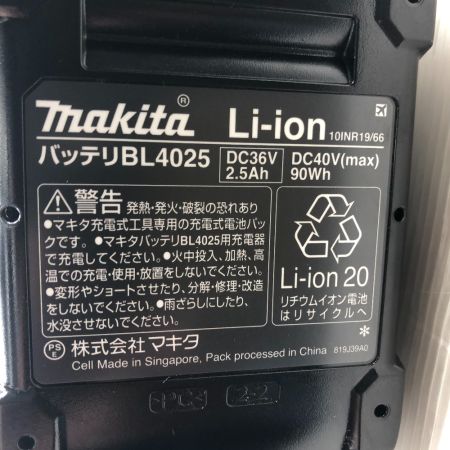 makita® Li-ion 10INR19/66
バッテリBL4025 DC36V 2.5Ah DC40V(max) 90Wh
⚠警告 発熱・発火・破裂の恐れあり
●マキタ充電式工具専用の充電式電池パッ
クです。●マキタバッテリBL4025用充電器
で充電してください。●火中投入、加熱、高
温での充電・使用・放置をしないでください。
●変形やショートさせたり、分解・修理・改造
をしないでください。●雨ざらしにしたり、
水没させないでください。
Li-ion 20
リチウムイオン電池
はリサイクルへ
PSE 株式会社 マキタ
Cell Made in Singapore, Pack processed in China 819J39A0
*
>PC<
2-2